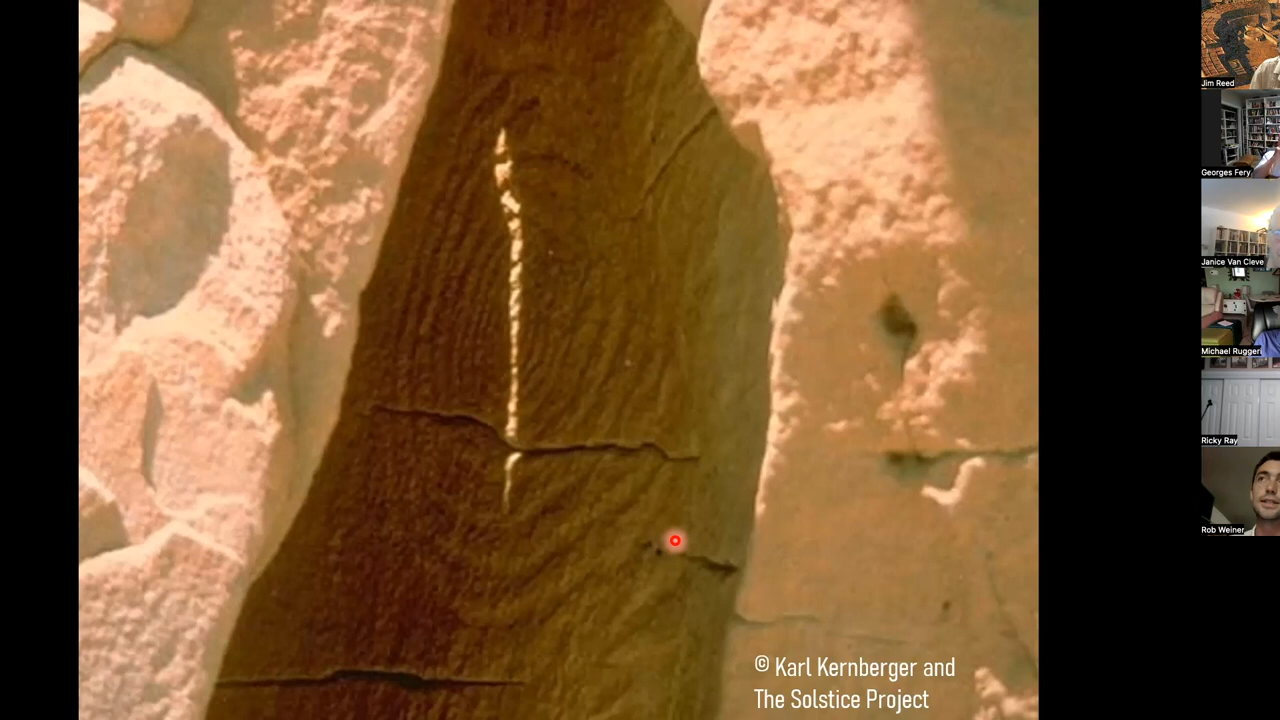 © Karl Kernberger and
The Solstice Project
Jim Reed
Georges Fery
Janice Van Cleve
Michael Ruggeri
Ricky Ray
Rob Weiner